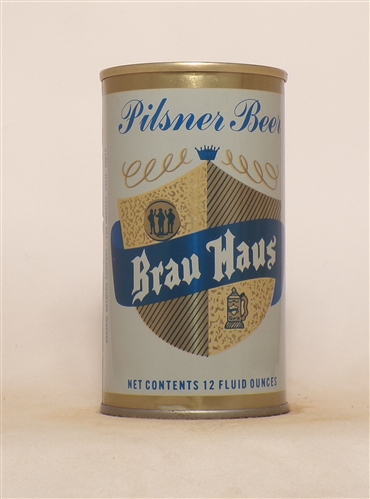 Pilsner Beer
Brau Haus
NET CONTENTS 12 FLUID OUNCES